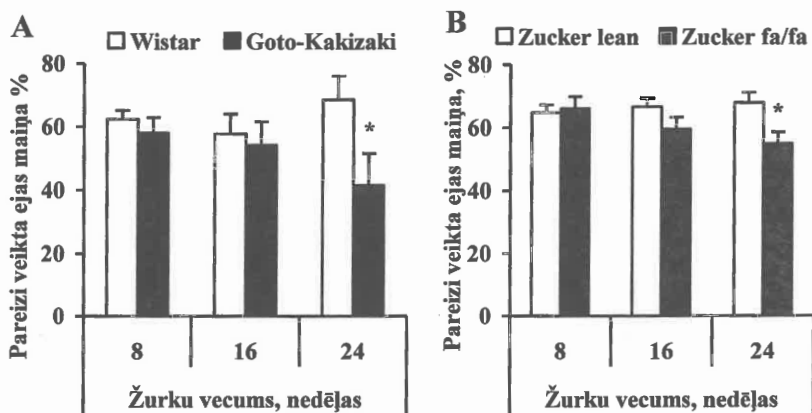 A
Wistar Goto-Kakizaki
Pareizi veikta ejas maiņa %
80
60
40
20
0
*
8 16 24
Žurku vecums, nedēļas
B
Zucker lean Zucker fa/fa
Pareizi veikta ejas maiņa, %
80
60
40
20
0
*
8 16 24
Žurku vecums, nedēļas